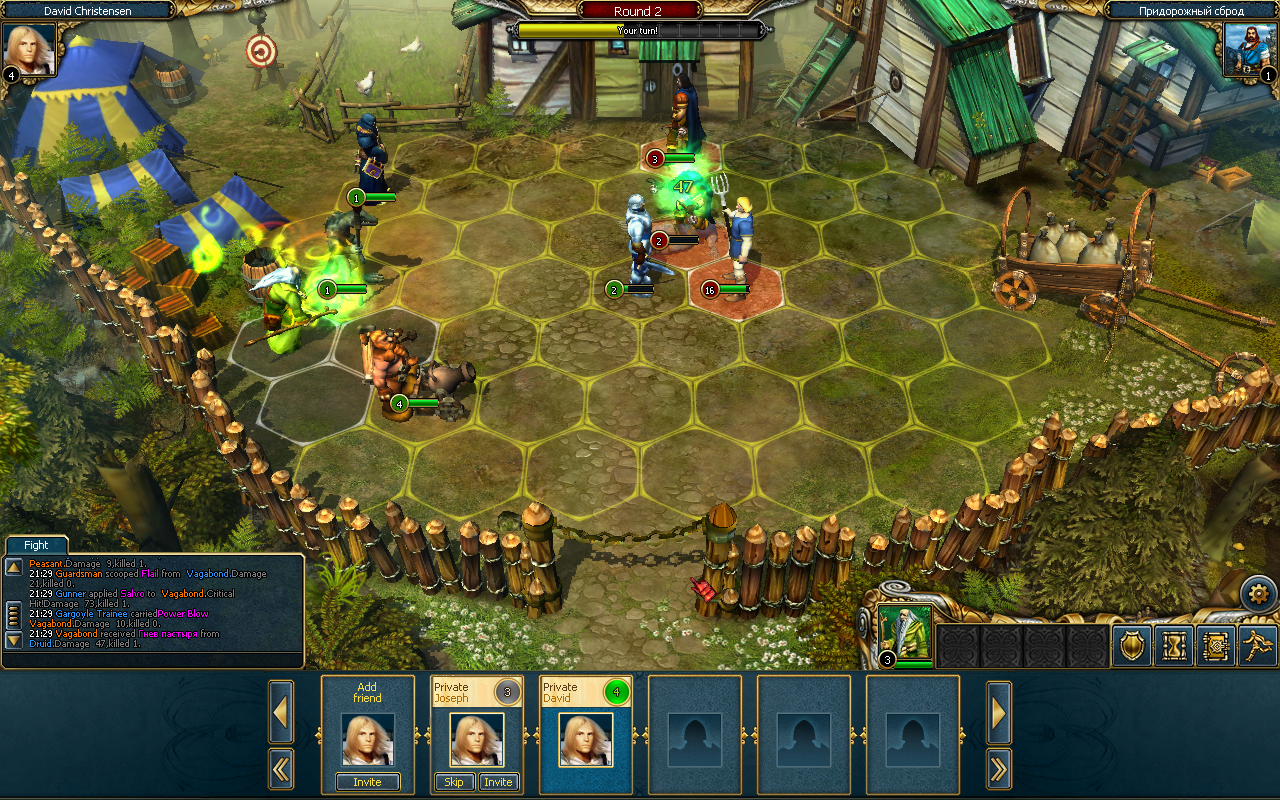 David Christensen
Round 2
Придорожный сброд
Your turn!
4
1
3
47
1
2
1
2
16
4
Fight
Peasant.Damage 9,killed 1.
21:29 Guardsman scooped Flail from Vagabond.Damage
21,killed 0.
21:29 Gunner applied Salvo to Vagabond.Critical
Hit!Damage 73,killed 1.
21:29 Gargoyle Trainee carriedPower Blow
Vagabond.Damage 10,killed 0.
21:29 Vagabond received Гнев пастыря from
Druid.Damage 47,killed 1.
3
Add
friend
Invite
Private
Joseph
3
Skip
Invite
Private
David
4